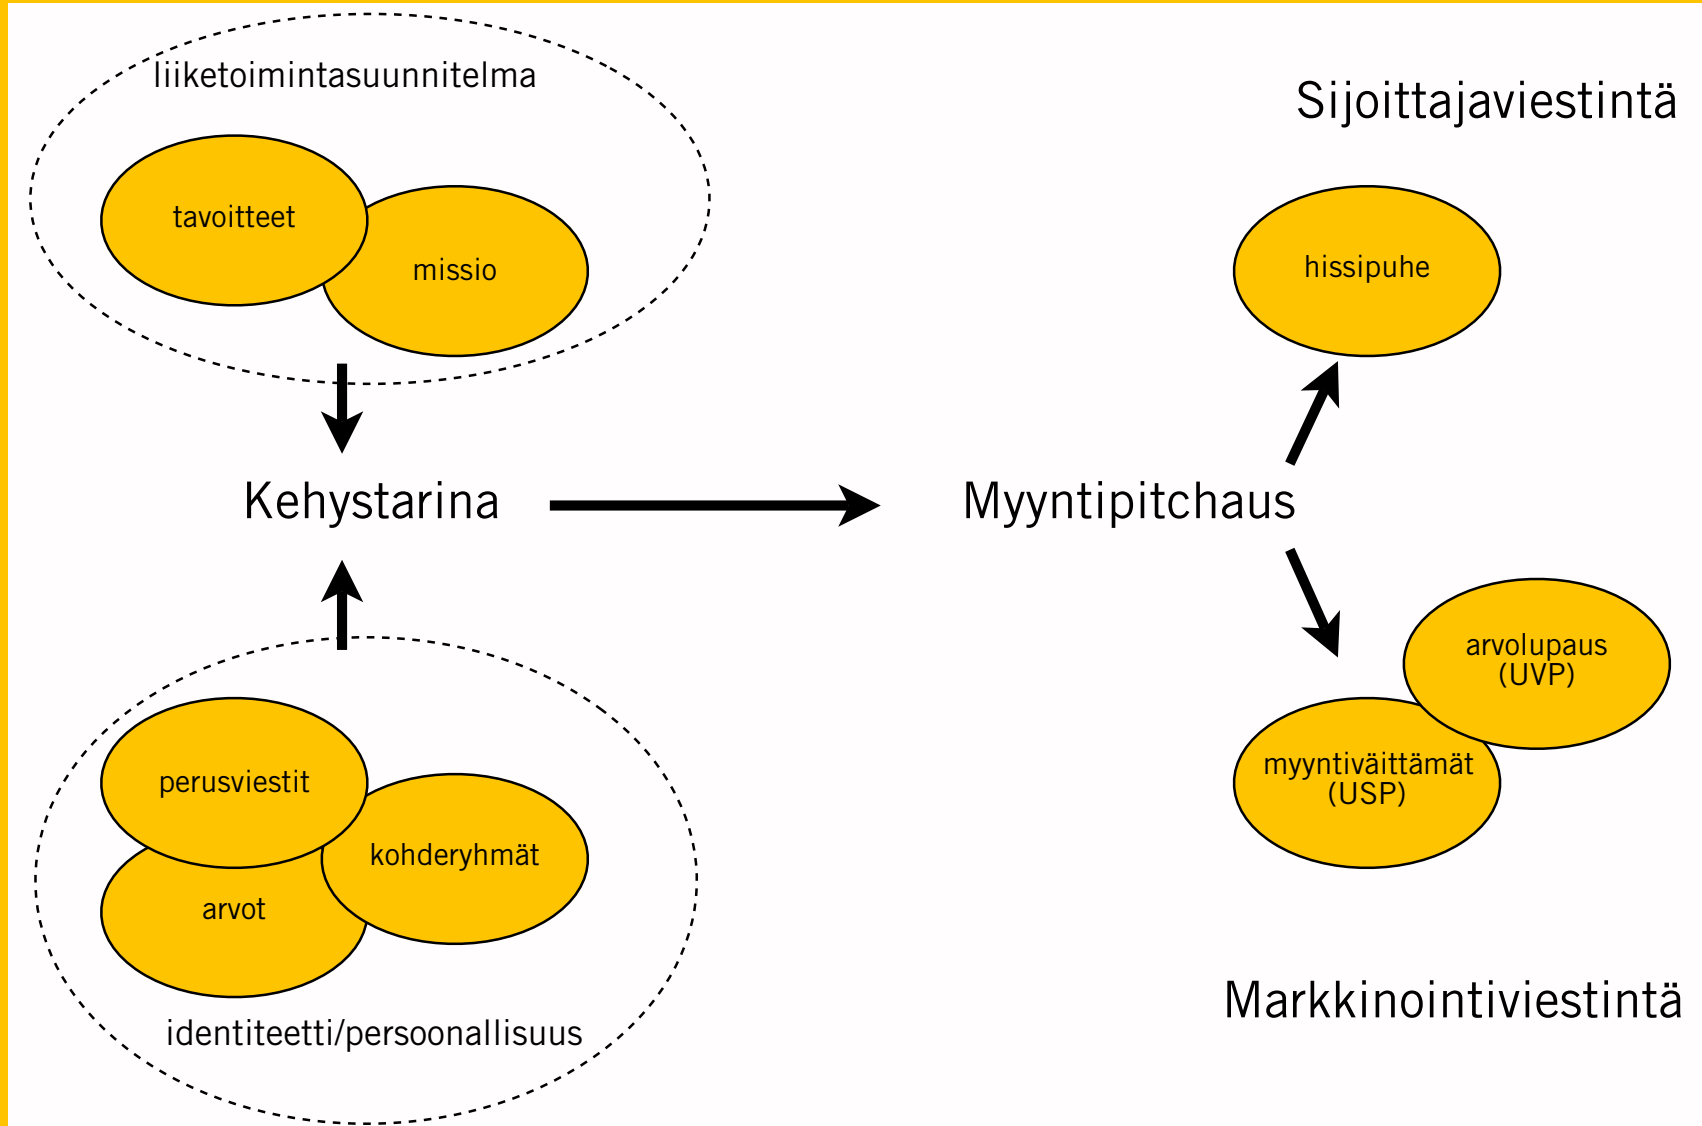 liiketoimintasuunnitelma
tavoitteet
missio
Sijoittajaviestintä
hissipuhe
Kehystarina
Myyntipitchaus
perusviestit
arvot
kohderyhmät
identiteetti/persoonallisuus
arvolupaus
(UVP)
myyntiväittämät
(USP)
Markkinointiviestintä